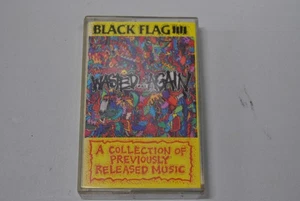 BLACK FLAG
WASTED...AGAIN
A COLLECTION OF
PREVIOUSLY
RELEASED MUSIC